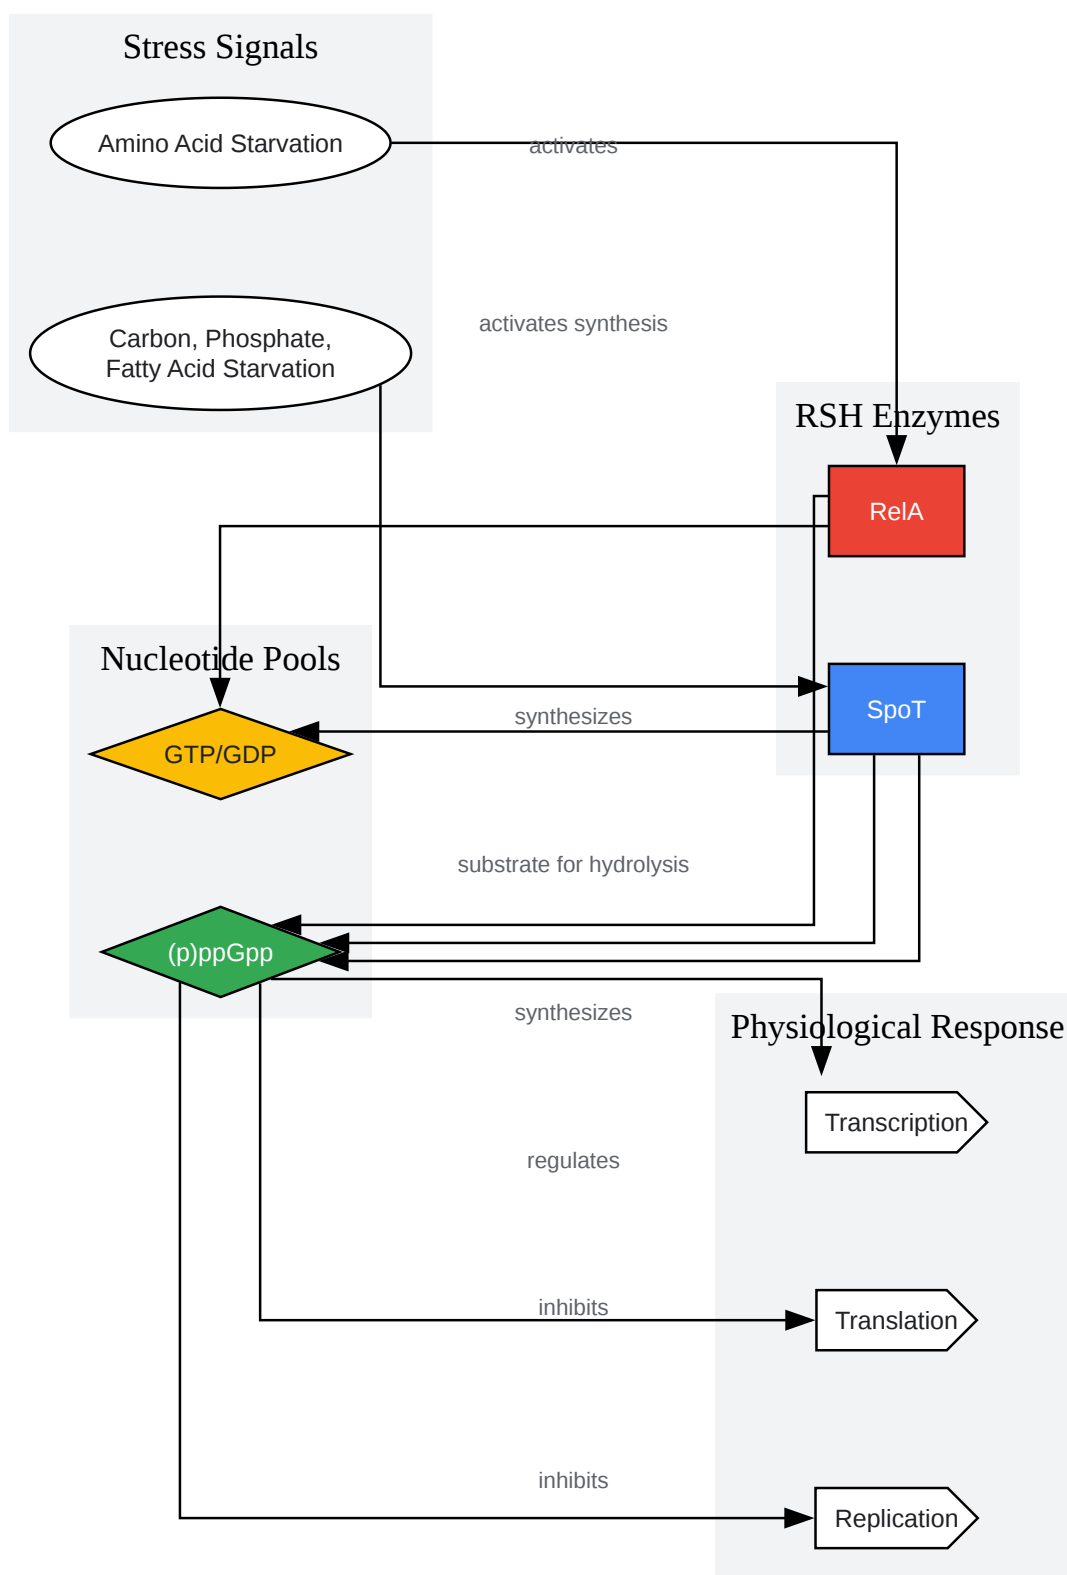 Stress Signals
Amino Acid Starvation
activates
activates synthesis
Carbon, Phosphate,
Fatty Acid Starvation
RSH Enzymes
RelA
Nucleotide Pools
SpoT
synthesizes
GTP/GDP
substrate for hydrolysis
(p)ppGpp
synthesizes
Physiological Response
Transcription
regulates
inhibits
Translation
inhibits
Replication